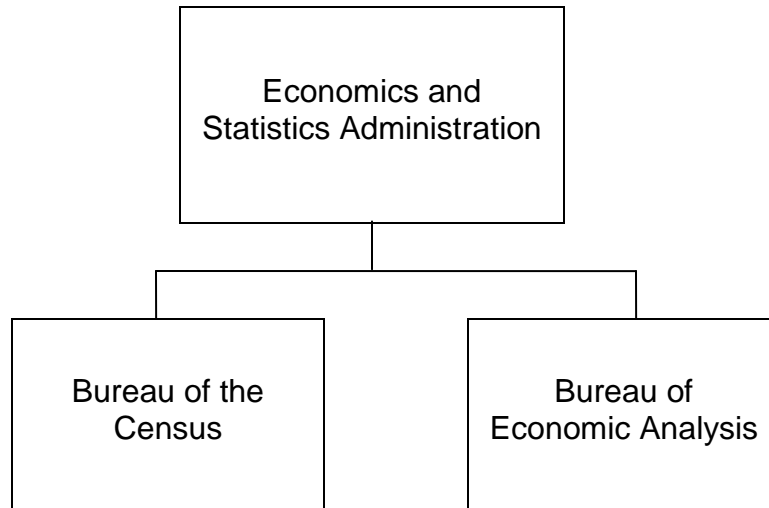 Economics and
Statistics Administration
Bureau of the
Census
Bureau of
Economic Analysis